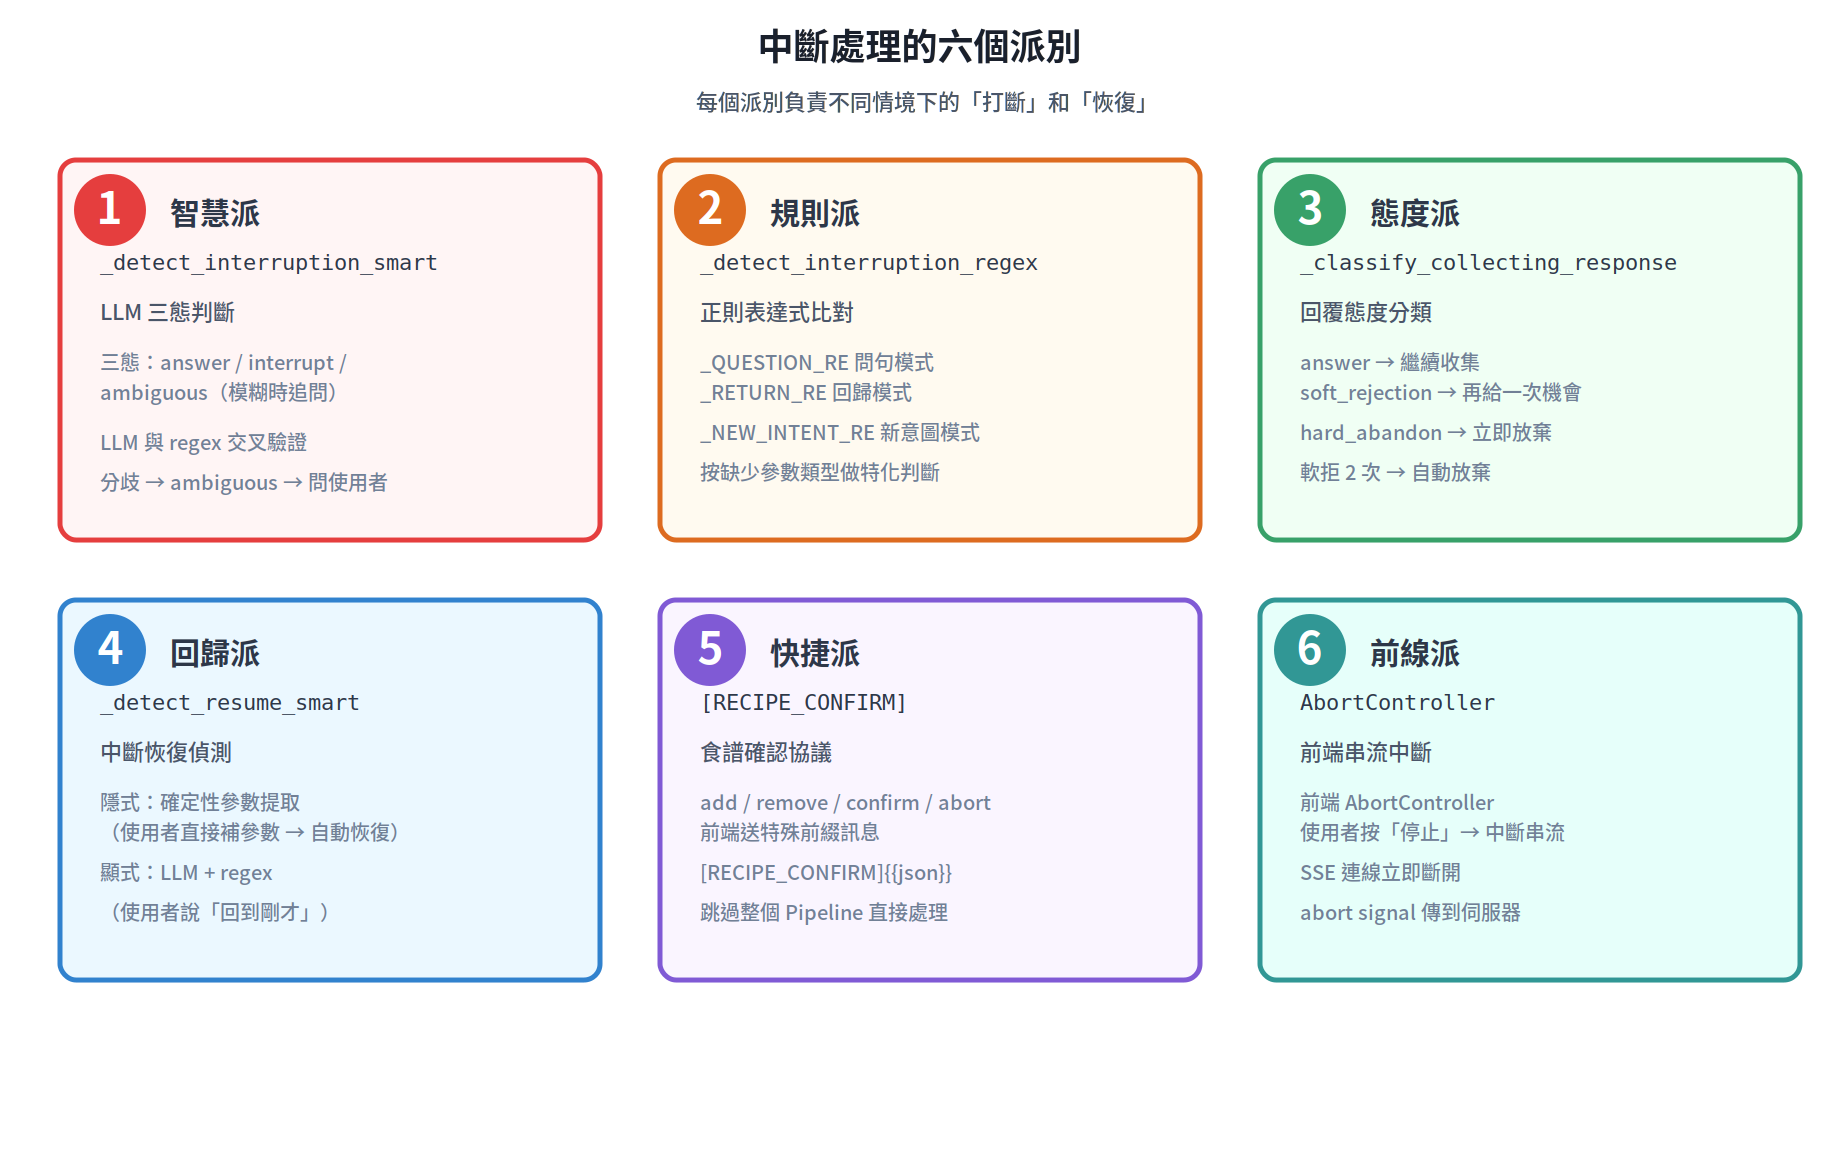 中斷處理的六個派別
每個派別負責不同情境下的「打斷」和「恢復」
1
智慧派
_detect_interruption_smart
LLM 三態判斷
三態：answer / interrupt /
ambiguous（模糊時追問）
LLM 與 regex 交叉驗證
分歧 → ambiguous → 問使用者
2
規則派
_detect_interruption_regex
正則表達式比對
_QUESTION_RE 問句模式
_RETURN_RE 回歸模式
_NEW_INTENT_RE 新意圖模式
按缺少參數類型做特化判斷
3
態度派
_classify_collecting_response
回覆態度分類
answer → 繼續收集
soft_rejection → 再給一次機會
hard_abandon → 立即放棄
軟拒 2 次 → 自動放棄
4
回歸派
_detect_resume_smart
中斷恢復偵測
隱式：確定性參數提取
（使用者直接補參數 → 自動恢復）
顯式：LLM + regex
（使用者說「回到剛才」）
5
快捷派
[RECIPE_CONFIRM]
食譜確認協議
add / remove / confirm / abort
前端送特殊前綴訊息
[RECIPE_CONFIRM]{{json}}
跳過整個 Pipeline 直接處理
6
前線派
AbortController
前端串流中斷
前端 AbortController
使用者按「停止」→ 中斷串流
SSE 連線立即斷開
abort signal 傳到伺服器